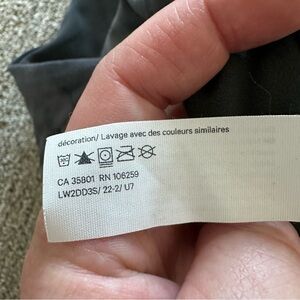 décoration/ Lavage avec des couleurs similaires
CA 35801 RN 106259
LW2DD3S/ 22-2/ U7